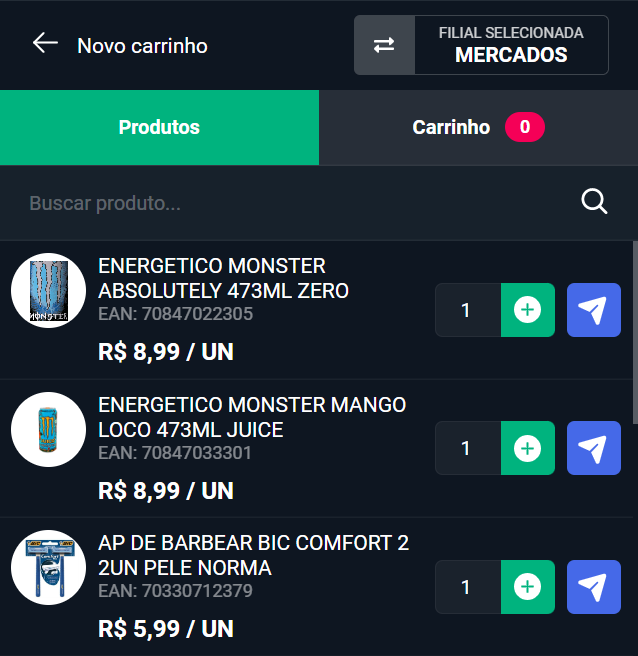 Novo carrinho
FILIAL SELECIONADA
MERCADOS
Produtos
Carrinho 0
Buscar produto...
ENERGETICO MONSTER
ABSOLUTELY 473ML ZERO
EAN: 70847022305
R$ 8,99 / UN
1
MONSTER
ENERGETICO MONSTER MANGO
LOCO 473ML JUICE
EAN: 70847033301
R$ 8,99 / UN
1
AP DE BARBEAR BIC COMFORT 2
2UN PELE NORMA
EAN: 70330712379
R$ 5,99 / UN
1